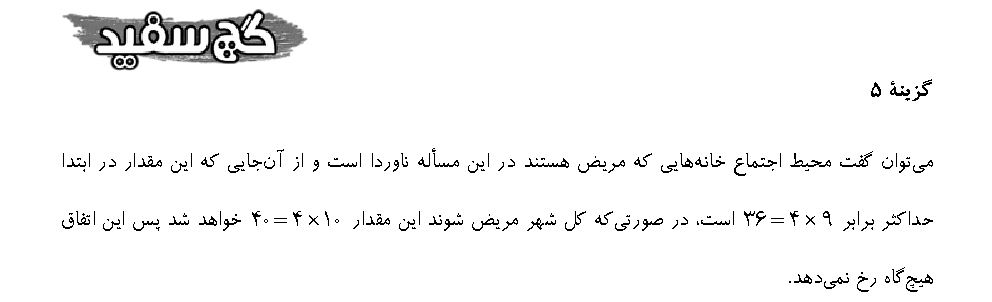 گچ سفید
گزینهٔ ۵
می‌توان گفت محیط اجتماع خانه‌هایی که مریض هستند در این مسأله ناوردا است و از آن‌جایی که این مقدار در ابتدا
حداکثر برابر ۹ × ۴ = ۳۶ است، در صورتی‌که کل شهر مریض شوند این مقدار ۱۰ × ۴ = ۴۰ خواهد شد پس این اتفاق
هیچ‌گاه رخ نمی‌دهد.